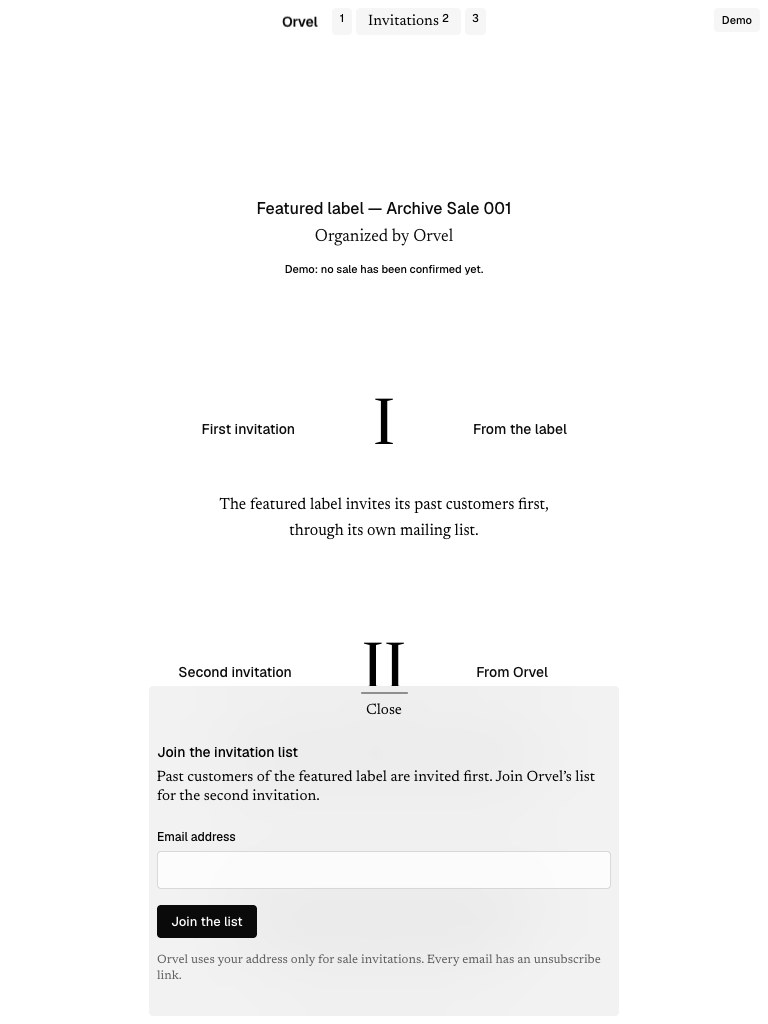 Orvel 1 Invitations 2 3 Demo
Featured label — Archive Sale 001
Organized by Orvel
Demo: no sale has been confirmed yet.
First invitation I From the label
The featured label invites its past customers first,
through its own mailing list.
Second invitation II From Orvel
Close
Join the invitation list
Past customers of the featured label are invited first. Join Orvel’s list
for the second invitation.
Email address
Join the list
Orvel uses your address only for sale invitations. Every email has an unsubscribe
link.